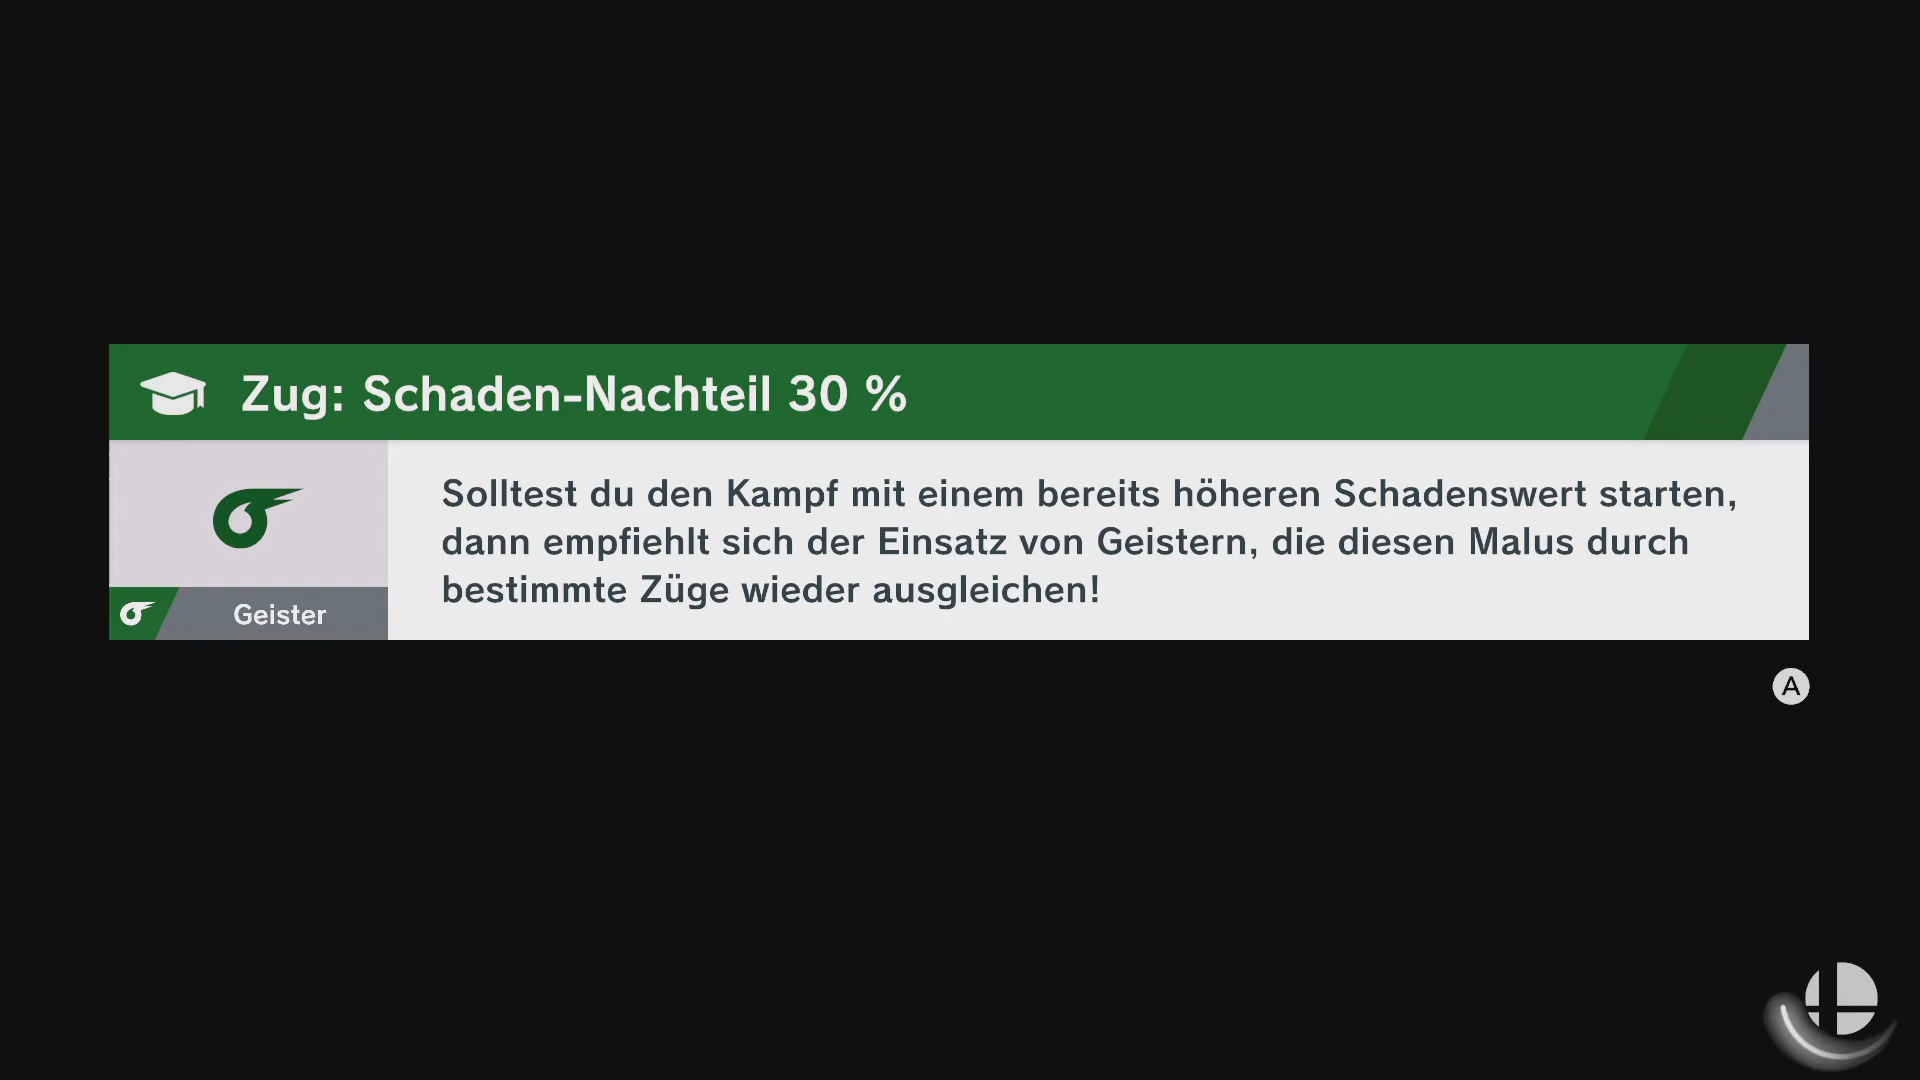 Zug: Schaden-Nachteil 30 %
Solltest du den Kampf mit einem bereits höheren Schadenswert starten,
dann empfiehlt sich der Einsatz von Geistern, die diesen Malus durch
bestimmte Züge wieder ausgleichen!
Geister
A